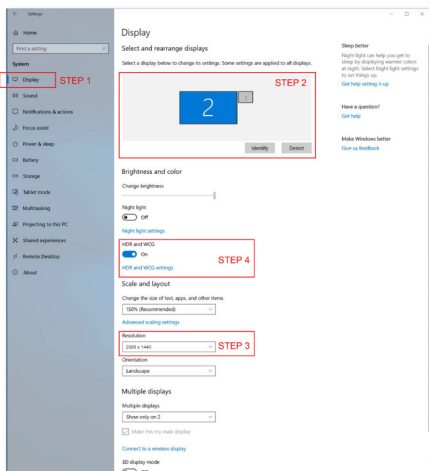 Settings
Home
Find a setting
System
Display
STEP 1
Sound
Notifications & actions
Focus assist
Power & sleep
Battery
Storage
Tablet mode
Multitasking
Projecting to this PC
Shared experiences
Remote Desktop
About
Display
Select and rearrange displays
Select a display below to change its settings. Some settings are applied to all displays.
STEP 2
2
1
Identify
Detect
Brightness and color
Change brightness
Night light
Off
Night light settings
HDR and WCG
On
STEP 4
HDR and WCG settings
Scale and layout
Change the size of text, apps, and other items
150% (Recommended)
Advanced scaling settings
Resolution
2560 x 1440
STEP 3
Orientation
Landscape
Multiple displays
Multiple displays
Show only on 2
Make this my main display
Connect to a wireless display
3D display mode
Sleep better
Night light can help you get to
sleep by displaying warmer colors
at night. Select Night light settings
to set things up.
Get help setting it up
Have a question?
Get help
Make Windows better
Give us feedback